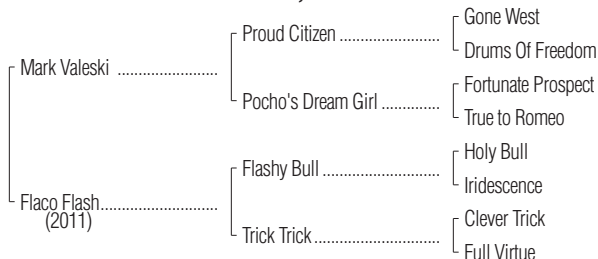 Gone West
Proud Citizen ........................
Drums Of Freedom
Mark Valeski ........................
Fortunate Prospect
Pocho's Dream Girl ..............
True to Romeo
Holy Bull
Flashy Bull ............................
Iridescence
Flaco Flash............................
(2011)
Clever Trick
Trick Trick..............................
Full Virtue